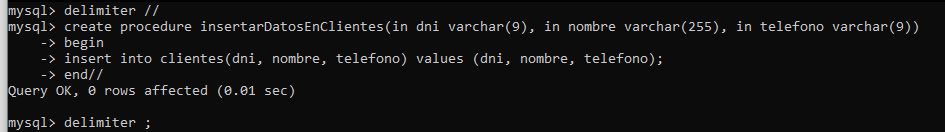 mysql> delimiter //
mysql> create procedure insertarDatosEnClientes(in dni varchar(9), in nombre varchar(255), in telefono varchar(9))
    -> begin
    -> insert into clientes(dni, nombre, telefono) values (dni, nombre, telefono);
    -> end//
Query OK, 0 rows affected (0.01 sec)

mysql> delimiter ;